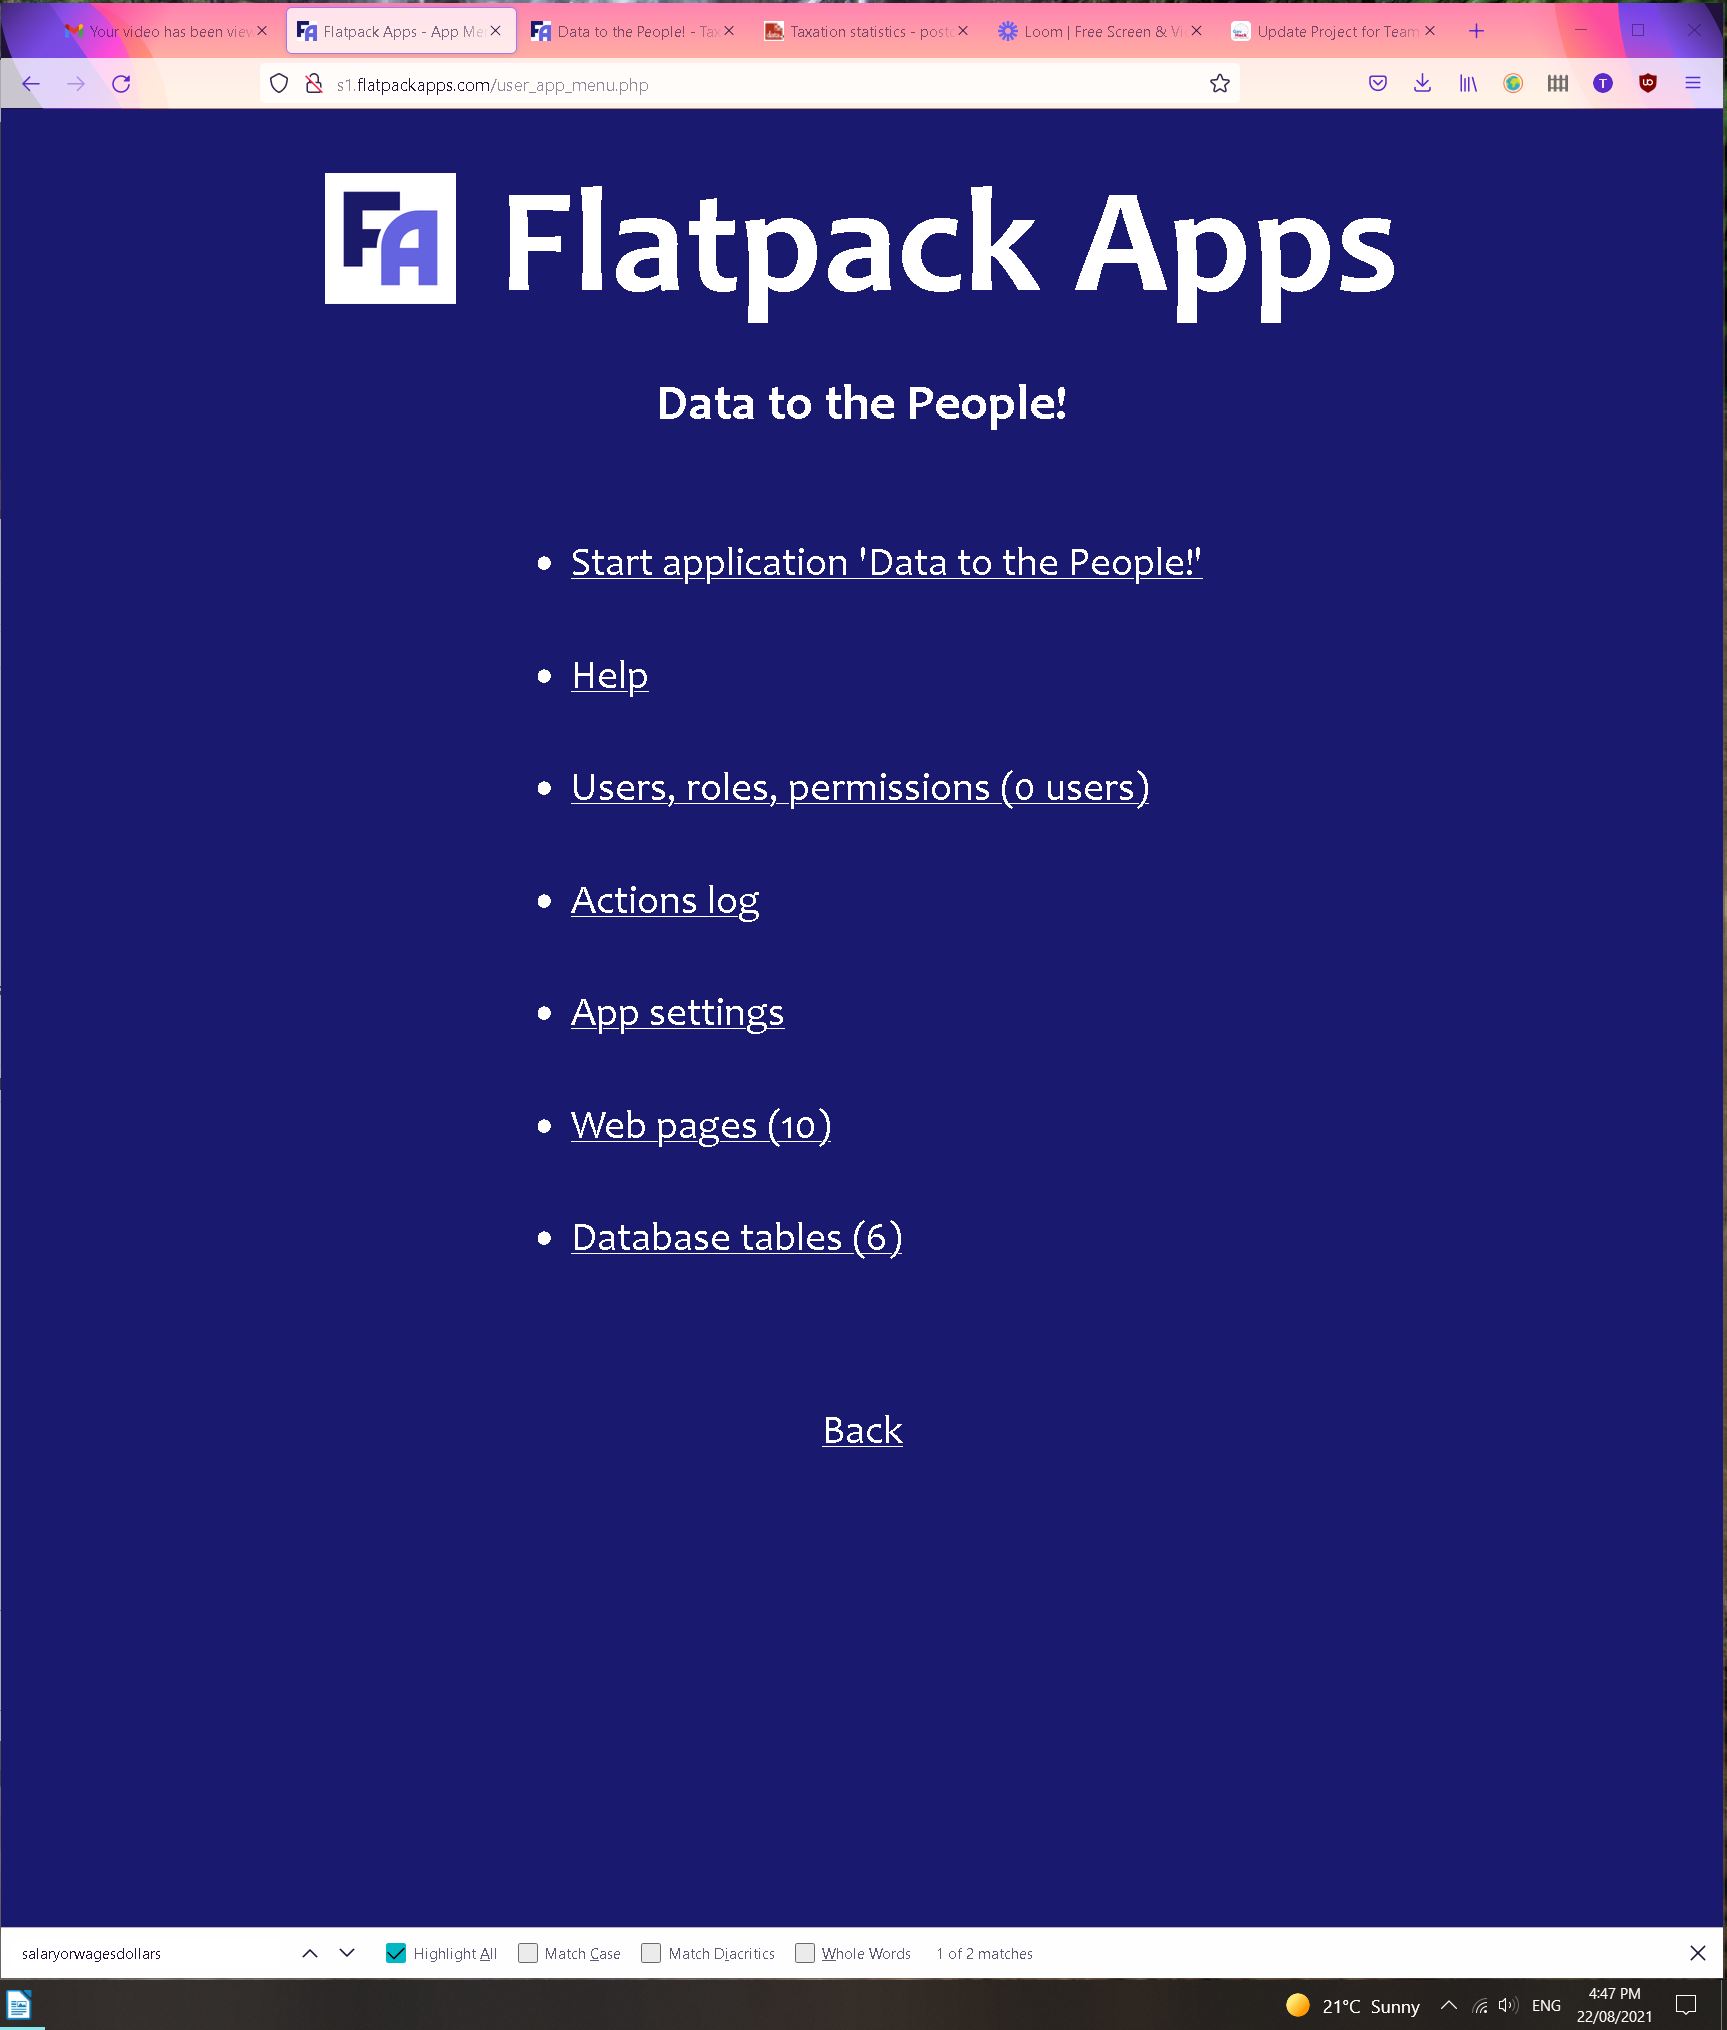 Your video has been view
Flatpack Apps - App Me
Data to the People! - Tax
Taxation statistics - postc
Loom | Free Screen & Vi
Update Project for Team
s1.flatpackapps.com/user_app_menu.php
T
FA Flatpack Apps
Data to the People!
• Start application 'Data to the People!'
• Help
• Users, roles, permissions (0 users)
• Actions log
• App settings
• Web pages (10)
• Database tables (6)
Back
salaryorwagesdollars
Highlight All
Match Case
Match Diacritics
Whole Words
1 of 2 matches
21°C Sunny
ENG
4:47 PM
22/08/2021